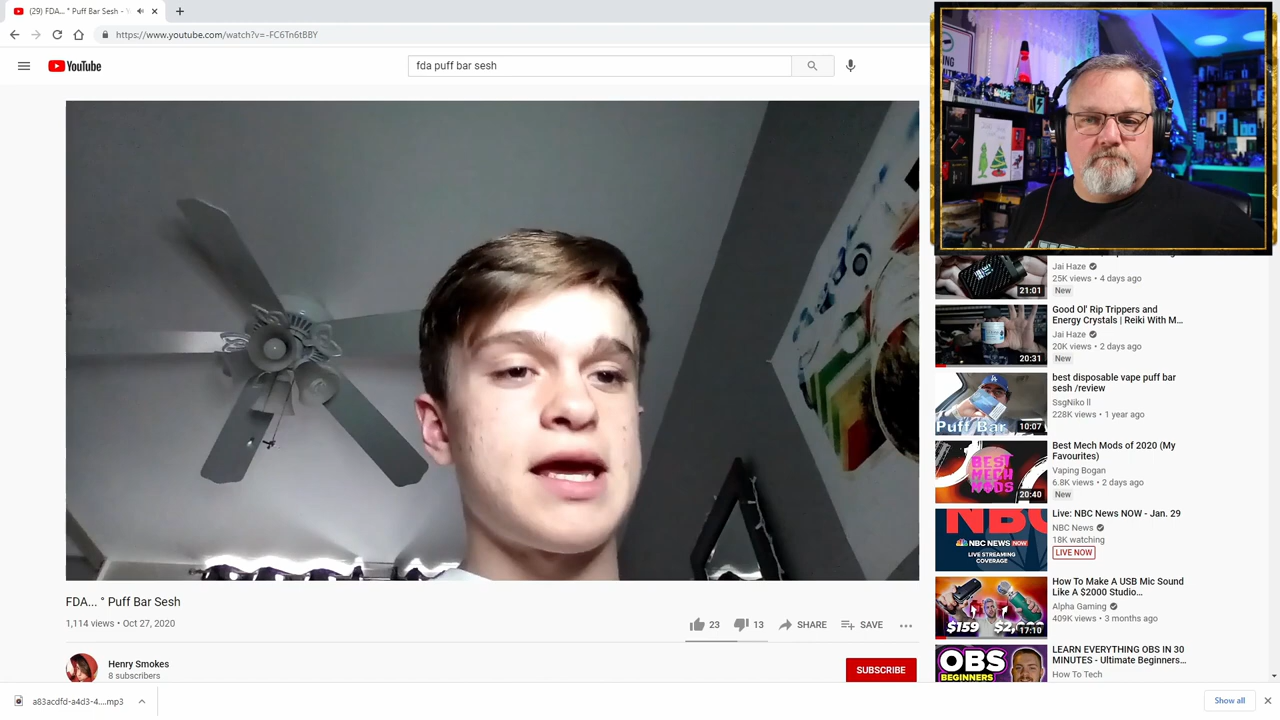 (29) FDA... ° Puff Bar Sesh -
https://www.youtube.com/watch?v=-FC6Tn6tBBY
YouTube
fda puff bar sesh
Jai Haze
25K views • 4 days ago
New
21:01
Good Ol' Rip Trippers and
Energy Crystals | Reiki With M...
Jai Haze
20K views • 2 days ago
New
20:31
best disposable vape puff bar
sesh /review
SsgNiko ll
228K views • 1 year ago
Puff Bar
10:07
Best Mech Mods of 2020 (My
Favourites)
Vaping Bogan
6.8K views • 2 days ago
New
BEST
MECH
MODS
20:40
Live: NBC News NOW - Jan. 29
NBC News
18K watching
LIVE NOW
NBC
NBC NEWS NOW
LIVE STREAMING
COVERAGE
How To Make A USB Mic Sound
Like A $2000 Studio...
Alpha Gaming
409K views • 3 months ago
$159
17:10
LEARN EVERYTHING OBS IN 30
MINUTES - Ultimate Beginners...
How To Tech
OBS
BEGINNERS
FDA... ° Puff Bar Sesh
1,114 views • Oct 27, 2020
23
13
SHARE
SAVE
Henry Smokes
8 subscribers
SUBSCRIBE
a83acdfd-a4d3-4....mp3
Show all